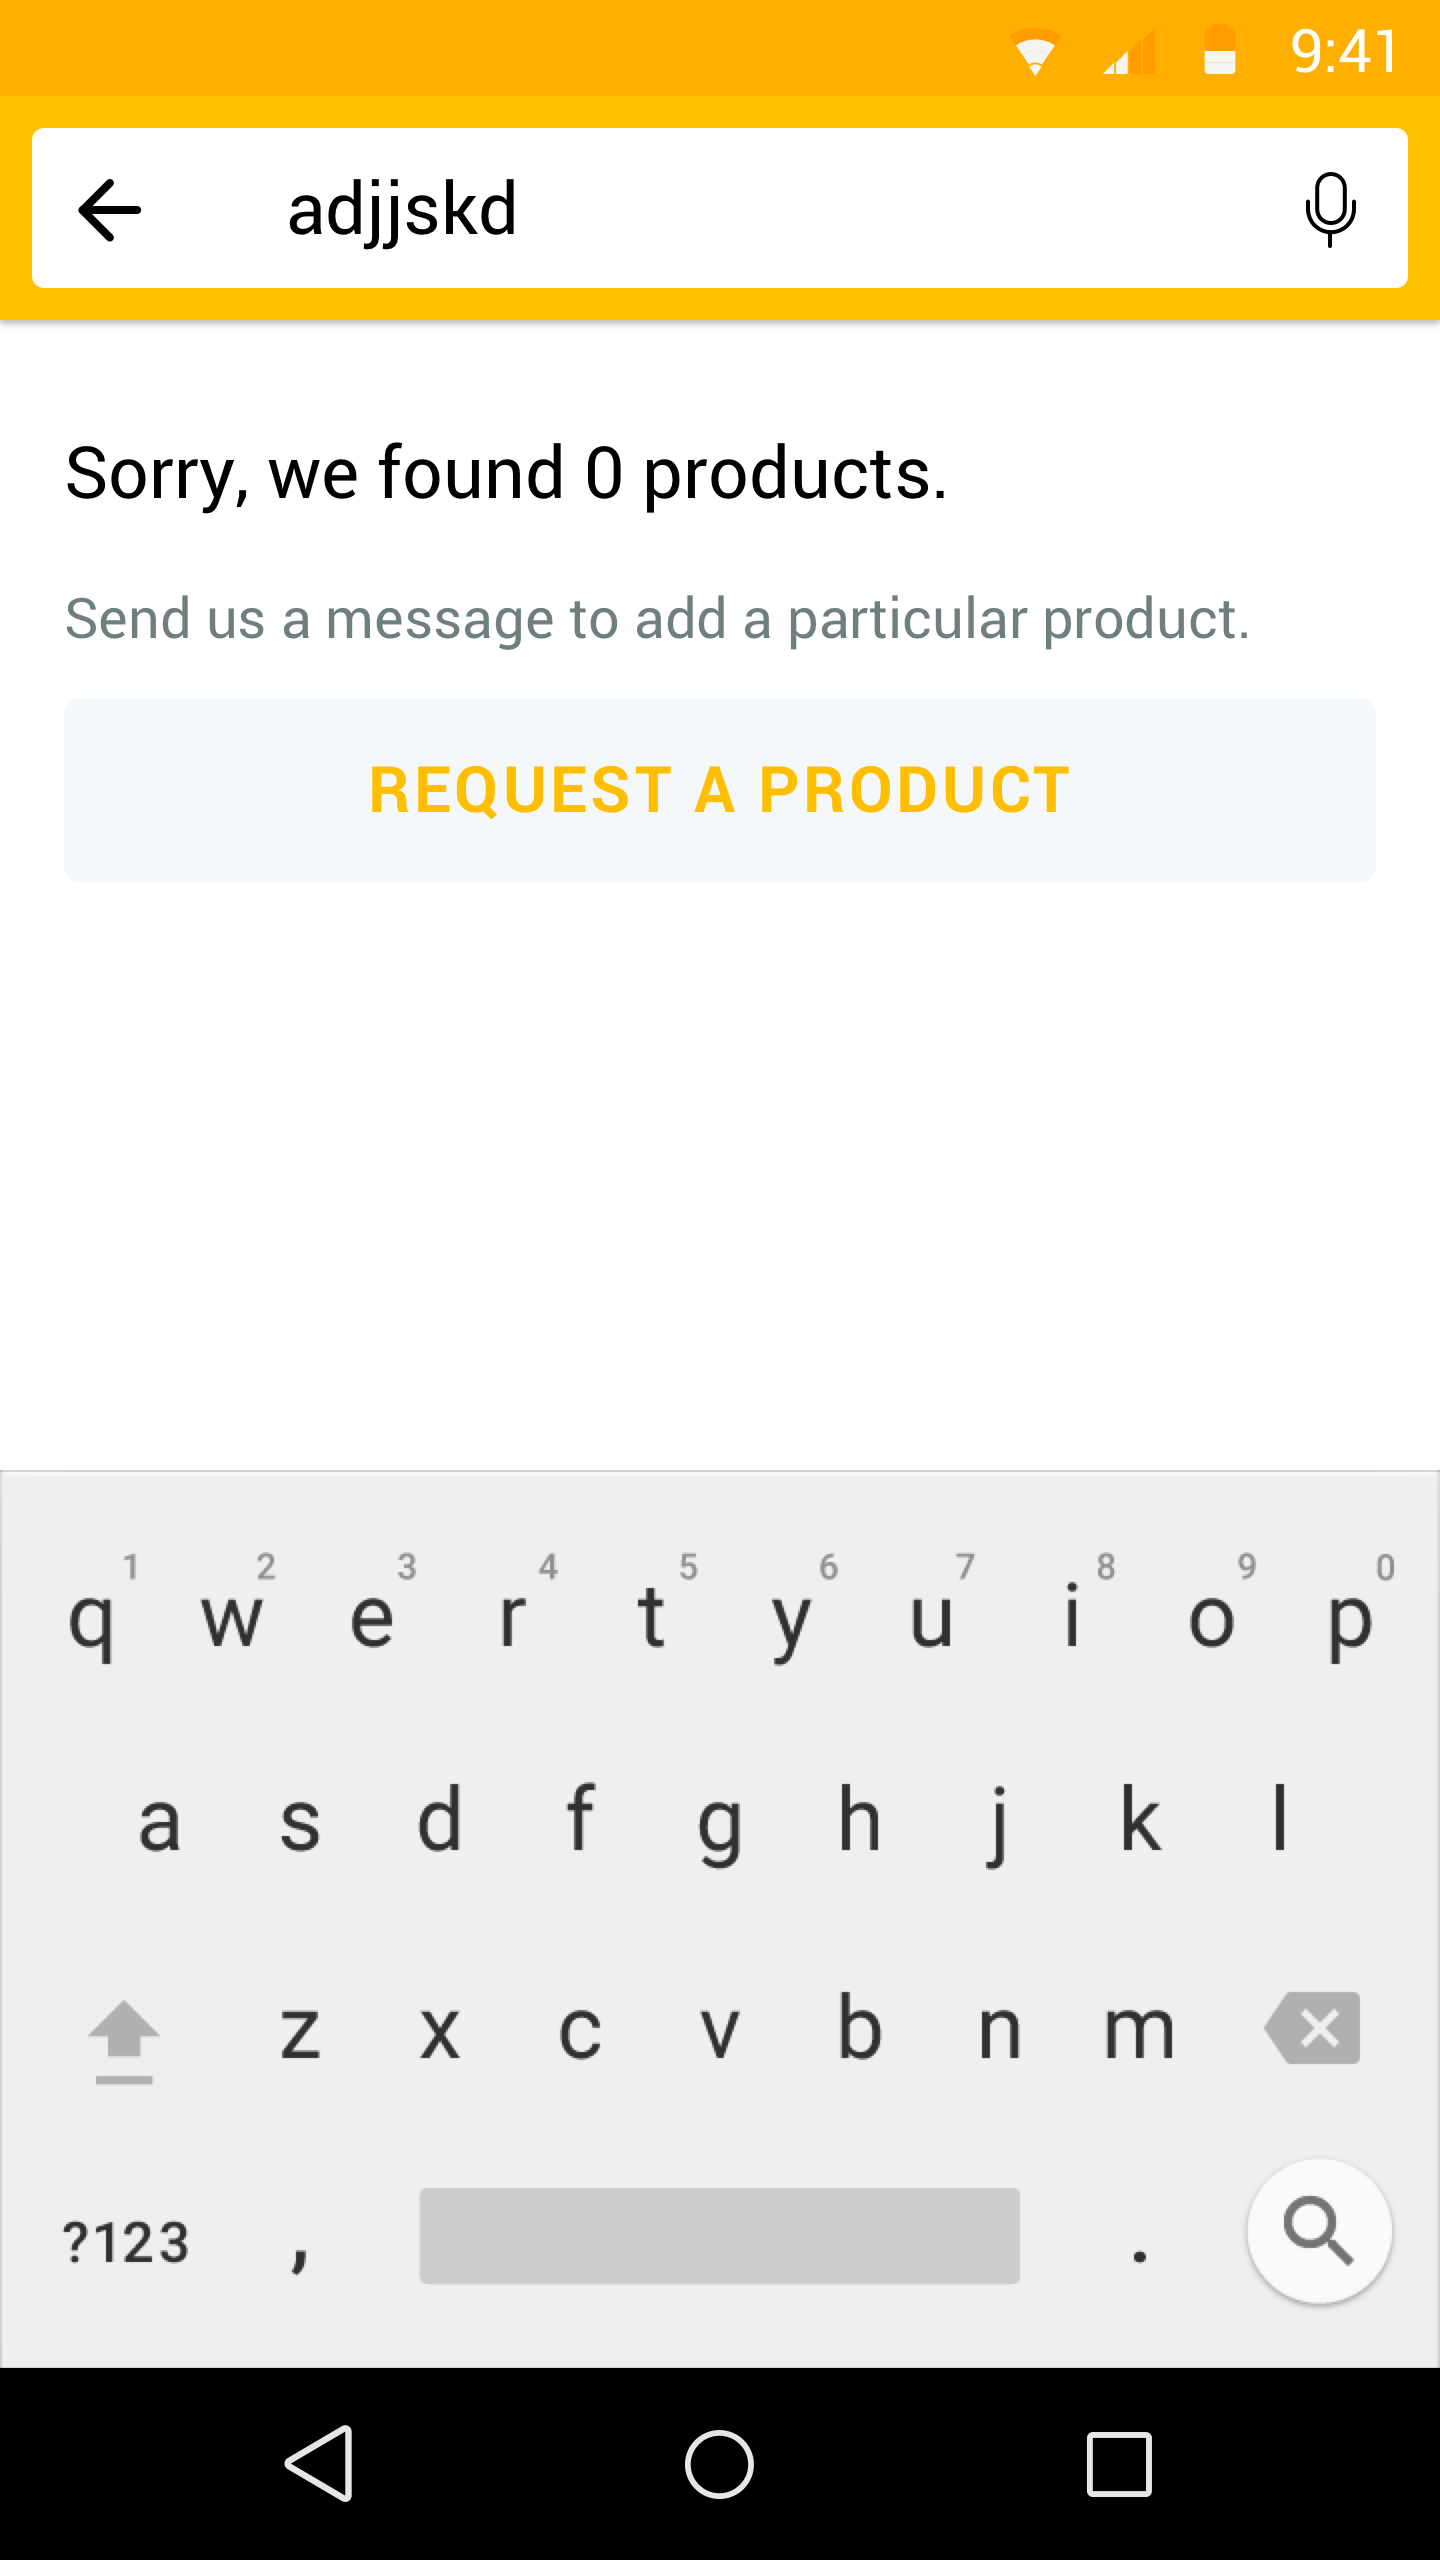 9:41
adjjskd
Sorry, we found 0 products.
Send us a message to add a particular product.
REQUEST A PRODUCT
1 2 3 4 5 6 7 8 9 0
q w e r t y u i o p
a s d f g h j k l
z x c v b n m
?123 , .